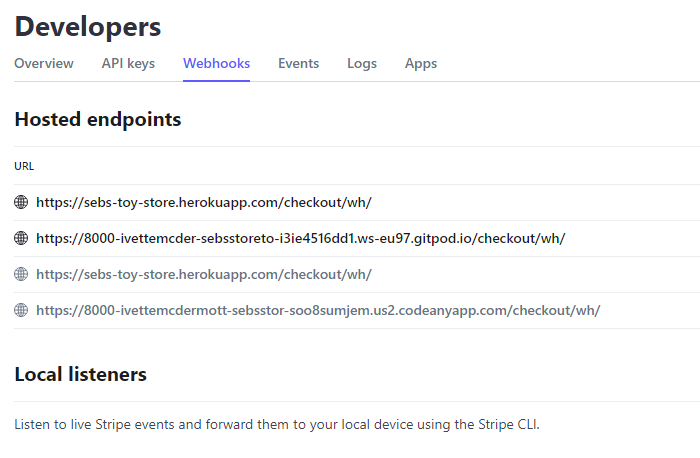 Developers
Overview API keys Webhooks Events Logs Apps
Hosted endpoints
URL
https://sebs-toy-store.herokuapp.com/checkout/wh/
https://8000-ivettemcder-sebsstoreto-i3ie4516dd1.ws-eu97.gitpod.io/checkout/wh/
https://sebs-toy-store.herokuapp.com/checkout/wh/
https://8000-ivettemcdermott-sebsstor-soo8sumjem.us2.codeanyapp.com/checkout/wh/
Local listeners
Listen to live Stripe events and forward them to your local device using the Stripe CLI.